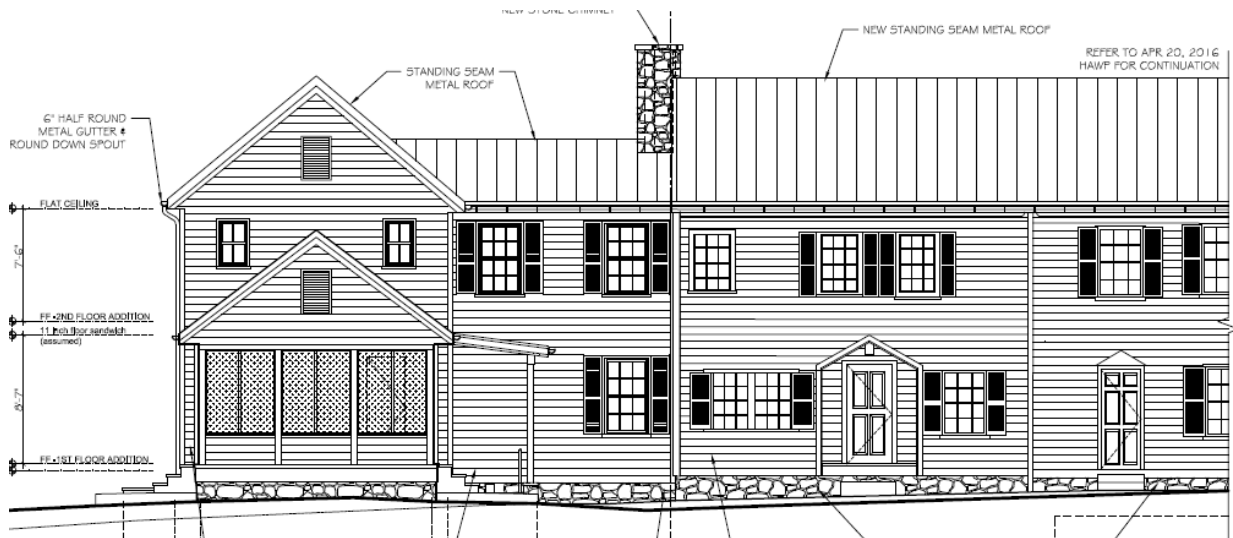 NEW STONE CHIMNEY
NEW STANDING SEAM METAL ROOF
REFER TO APR 20, 2016
HAWP FOR CONTINUATION
STANDING SEAM
METAL ROOF
6" HALF ROUND
METAL GUTTER &
ROUND DOWN SPOUT
FLAT CEILING
7'-6"
FF -2ND FLOOR ADDITION
11 inch floor sandwich
(assumed)
8'-7"
FF -1ST FLOOR ADDITION